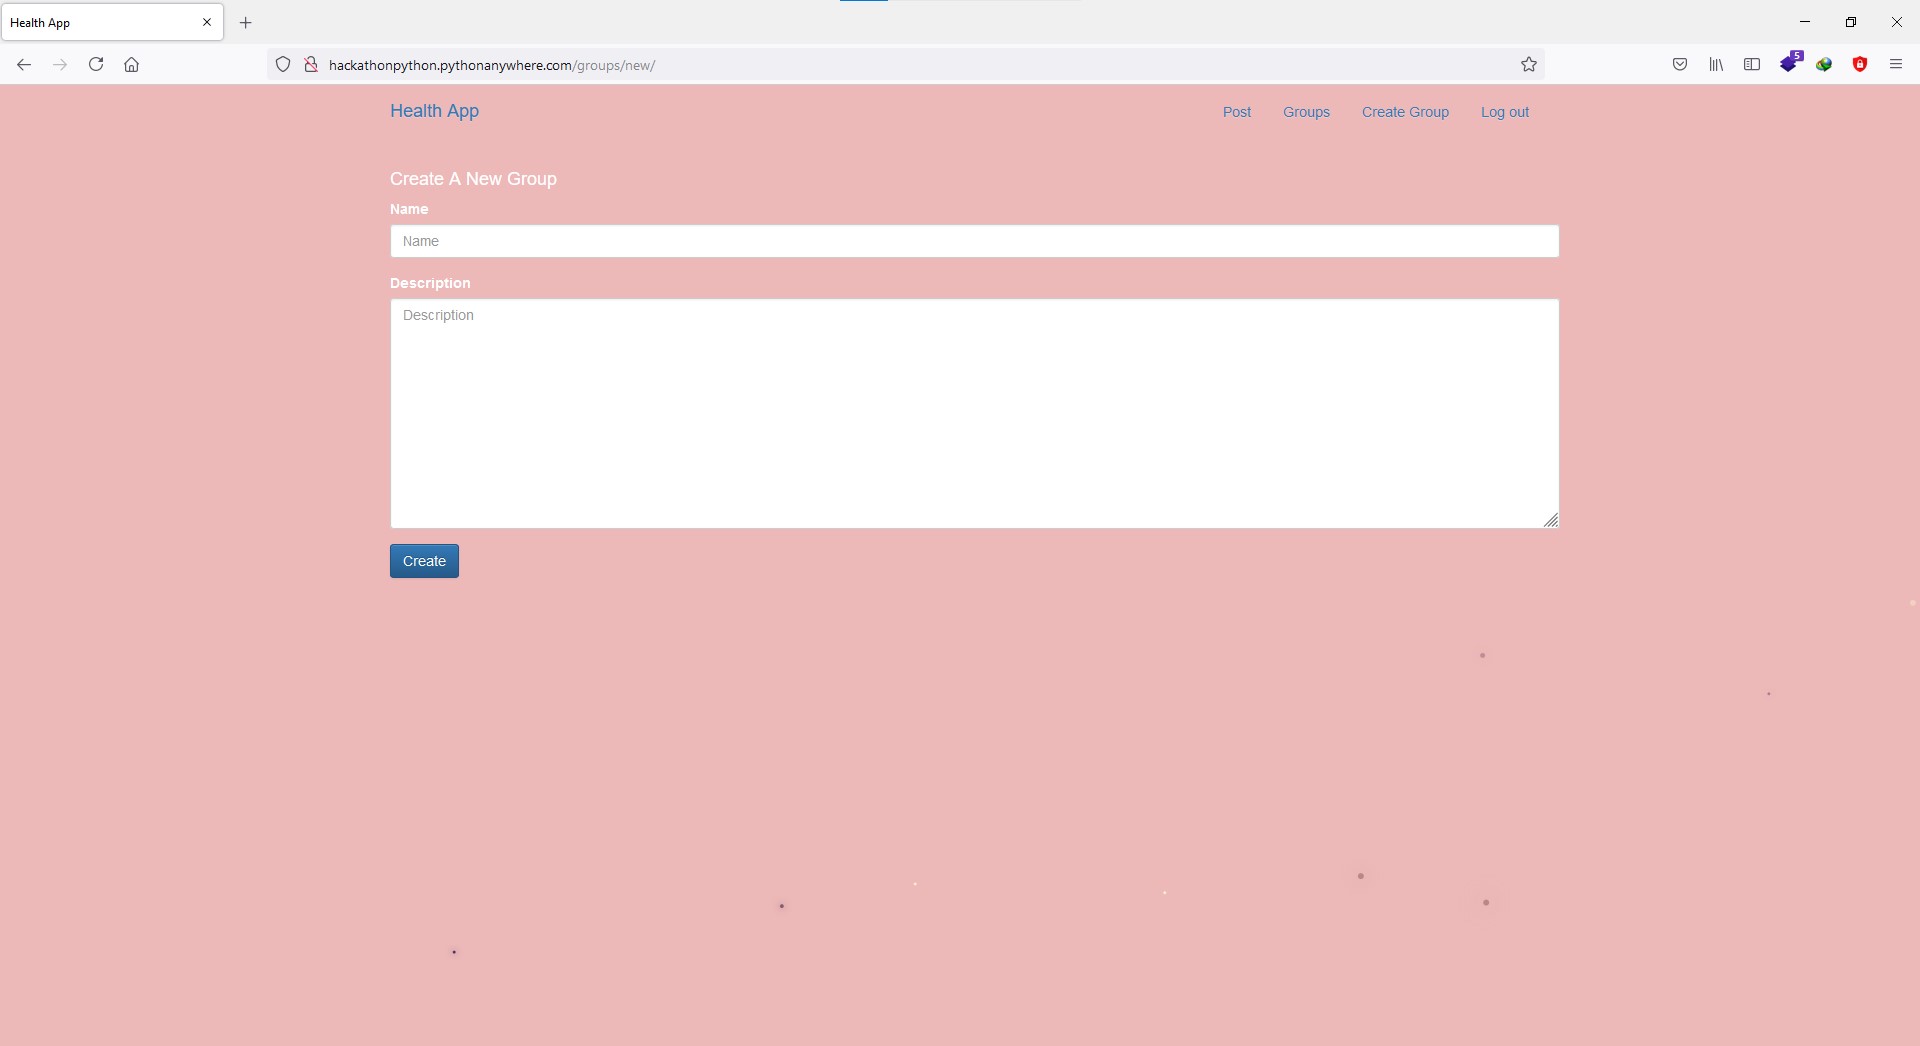 Health App
5
hackathonpython.pythonanywhere.com/groups/new/
Health App Post Groups Create Group Log out
Create A New Group
Name
Name
Description
Description
Create